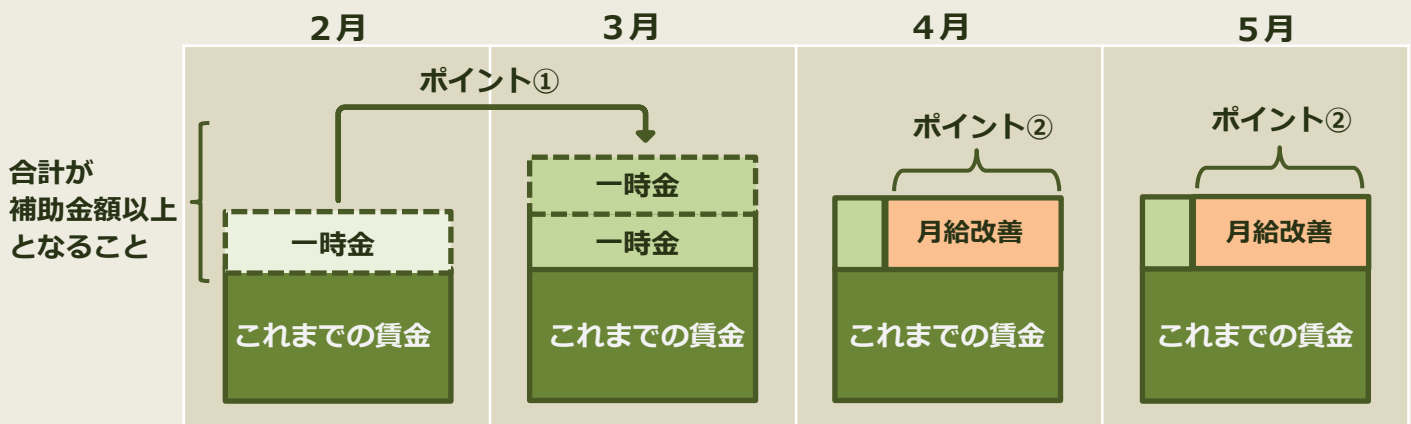 ２月
３月
４月
５月
ポイント①
ポイント②
ポイント②
合計が
補助金額以上
となること
一時金
一時金
一時金
月給改善
月給改善
これまでの賃金
これまでの賃金
これまでの賃金
これまでの賃金